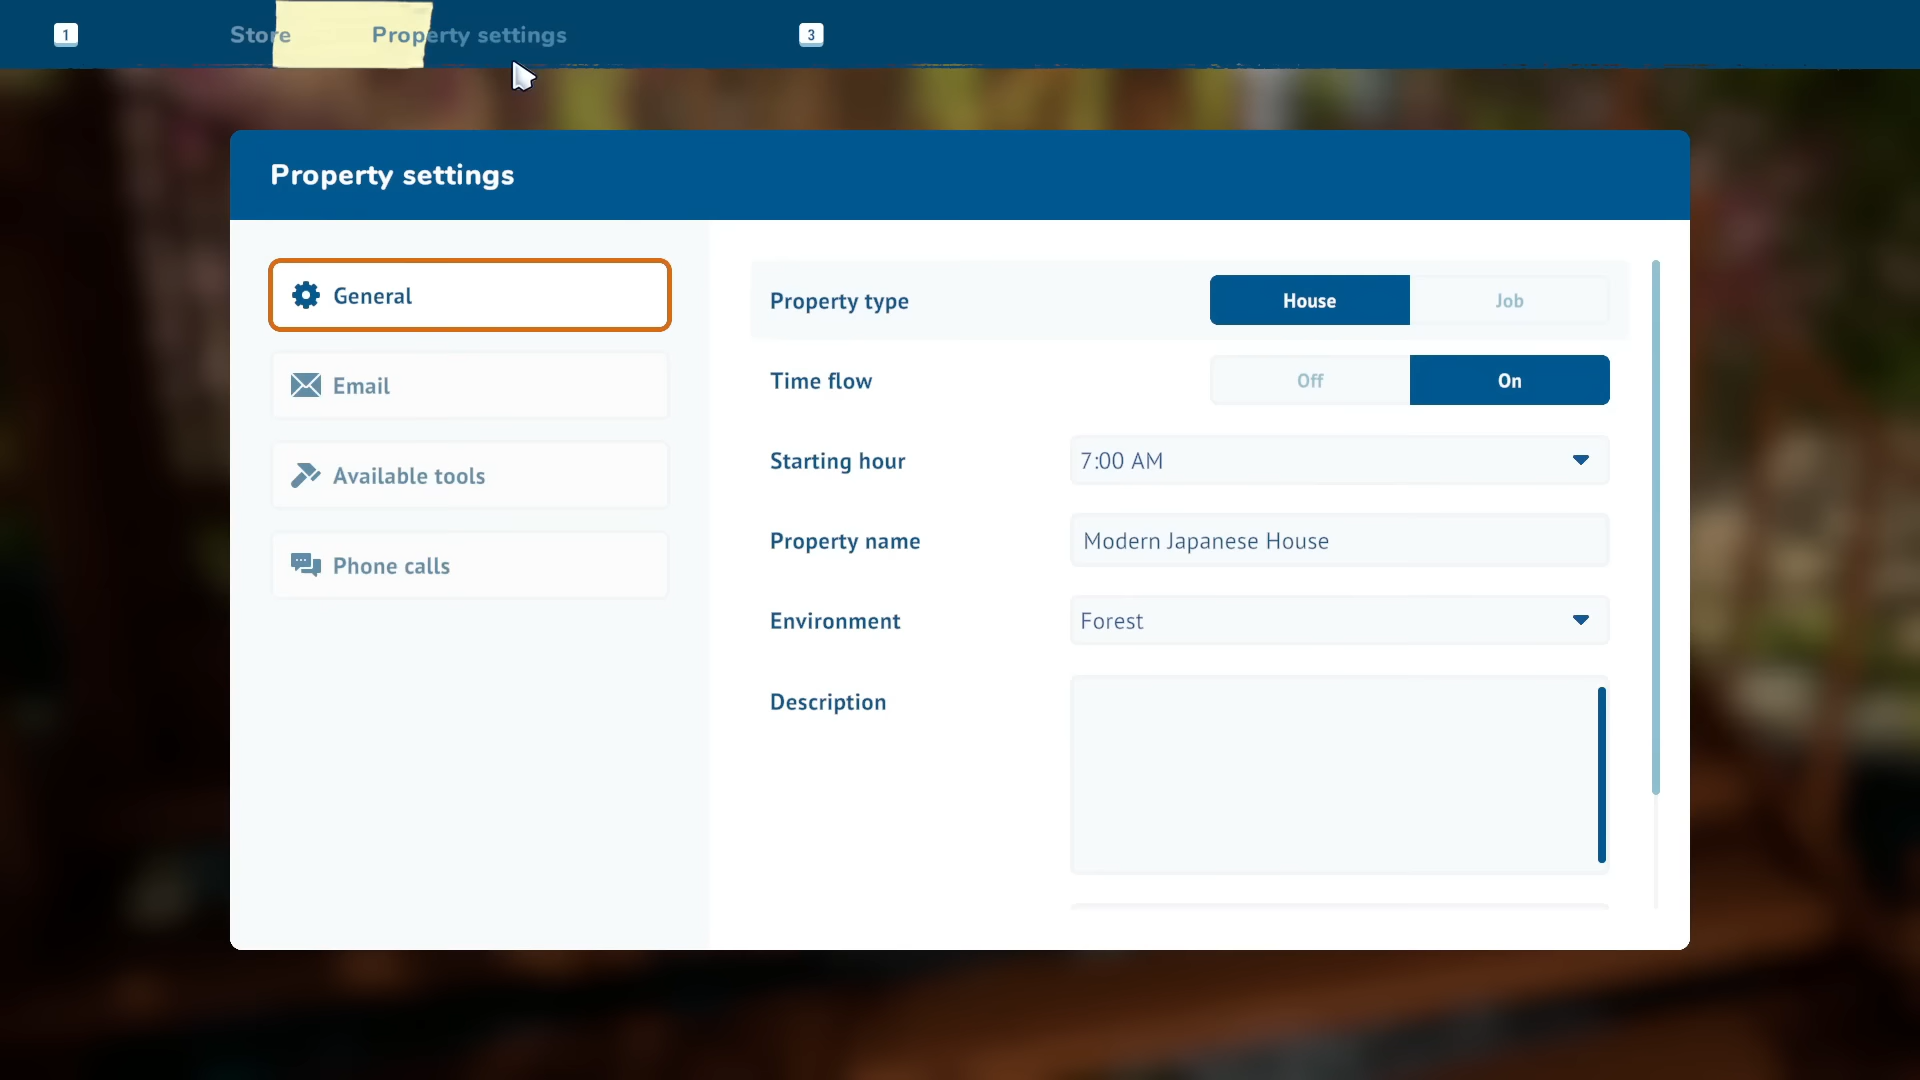 1
Store
Property settings
3
Property settings
General
Email
Available tools
Phone calls
Property type
House
Job
Time flow
Off
On
Starting hour
7:00 AM
Property name
Modern Japanese House
Environment
Forest
Description